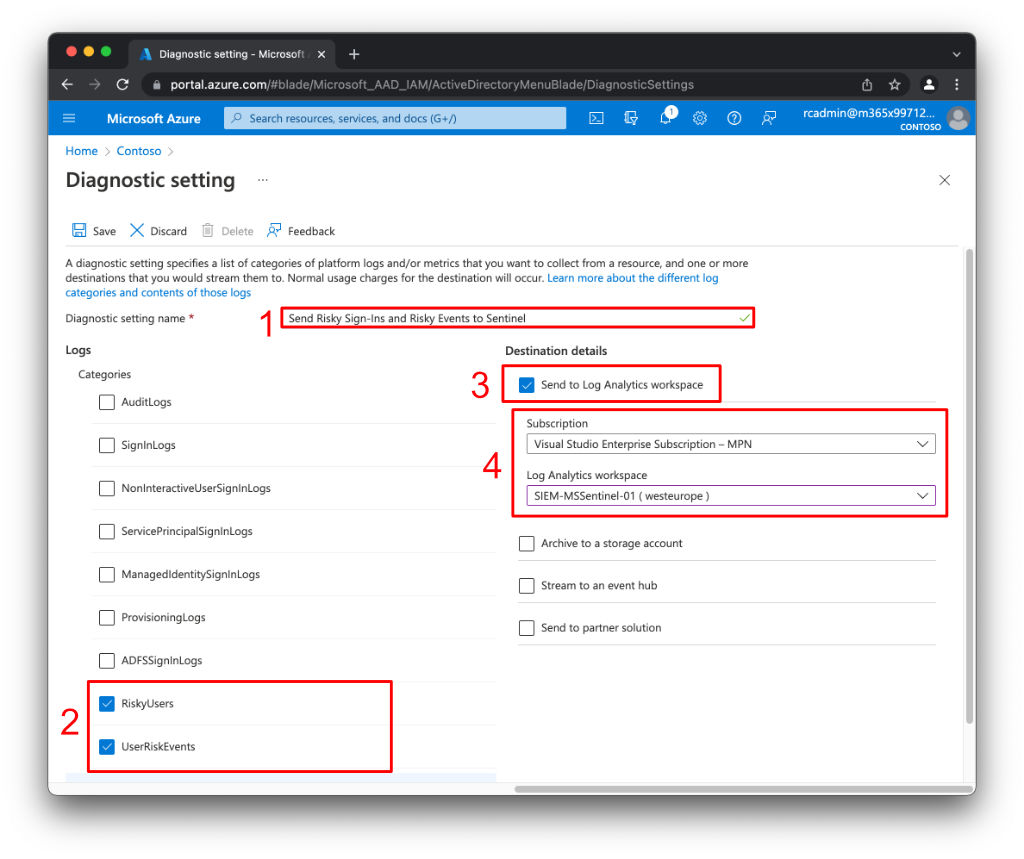 Diagnostic setting - Microsoft
portal.azure.com/#blade/Microsoft_AAD_IAM/ActiveDirectoryMenuBlade/DiagnosticSettings
Microsoft Azure
Search resources, services, and docs (G+/)
1
rcadmin@m365x99712...
CONTOSO
Home > Contoso >
Diagnostic setting ...
Save Discard Delete Feedback
A diagnostic setting specifies a list of categories of platform logs and/or metrics that you want to collect from a resource, and one or more
destinations that you would stream them to. Normal usage charges for the destination will occur. Learn more about the different log
categories and contents of those logs
Diagnostic setting name *
1
Send Risky Sign-Ins and Risky Events to Sentinel
Logs
Categories
AuditLogs
SignInLogs
NonInteractiveUserSignInLogs
ServicePrincipalSignInLogs
ManagedIdentitySignInLogs
ProvisioningLogs
ADFSSignInLogs
2
RiskyUsers
UserRiskEvents
Destination details
3
Send to Log Analytics workspace
4
Subscription
Visual Studio Enterprise Subscription – MPN
Log Analytics workspace
SIEM-MSSentinel-01 ( westeurope )
Archive to a storage account
Stream to an event hub
Send to partner solution